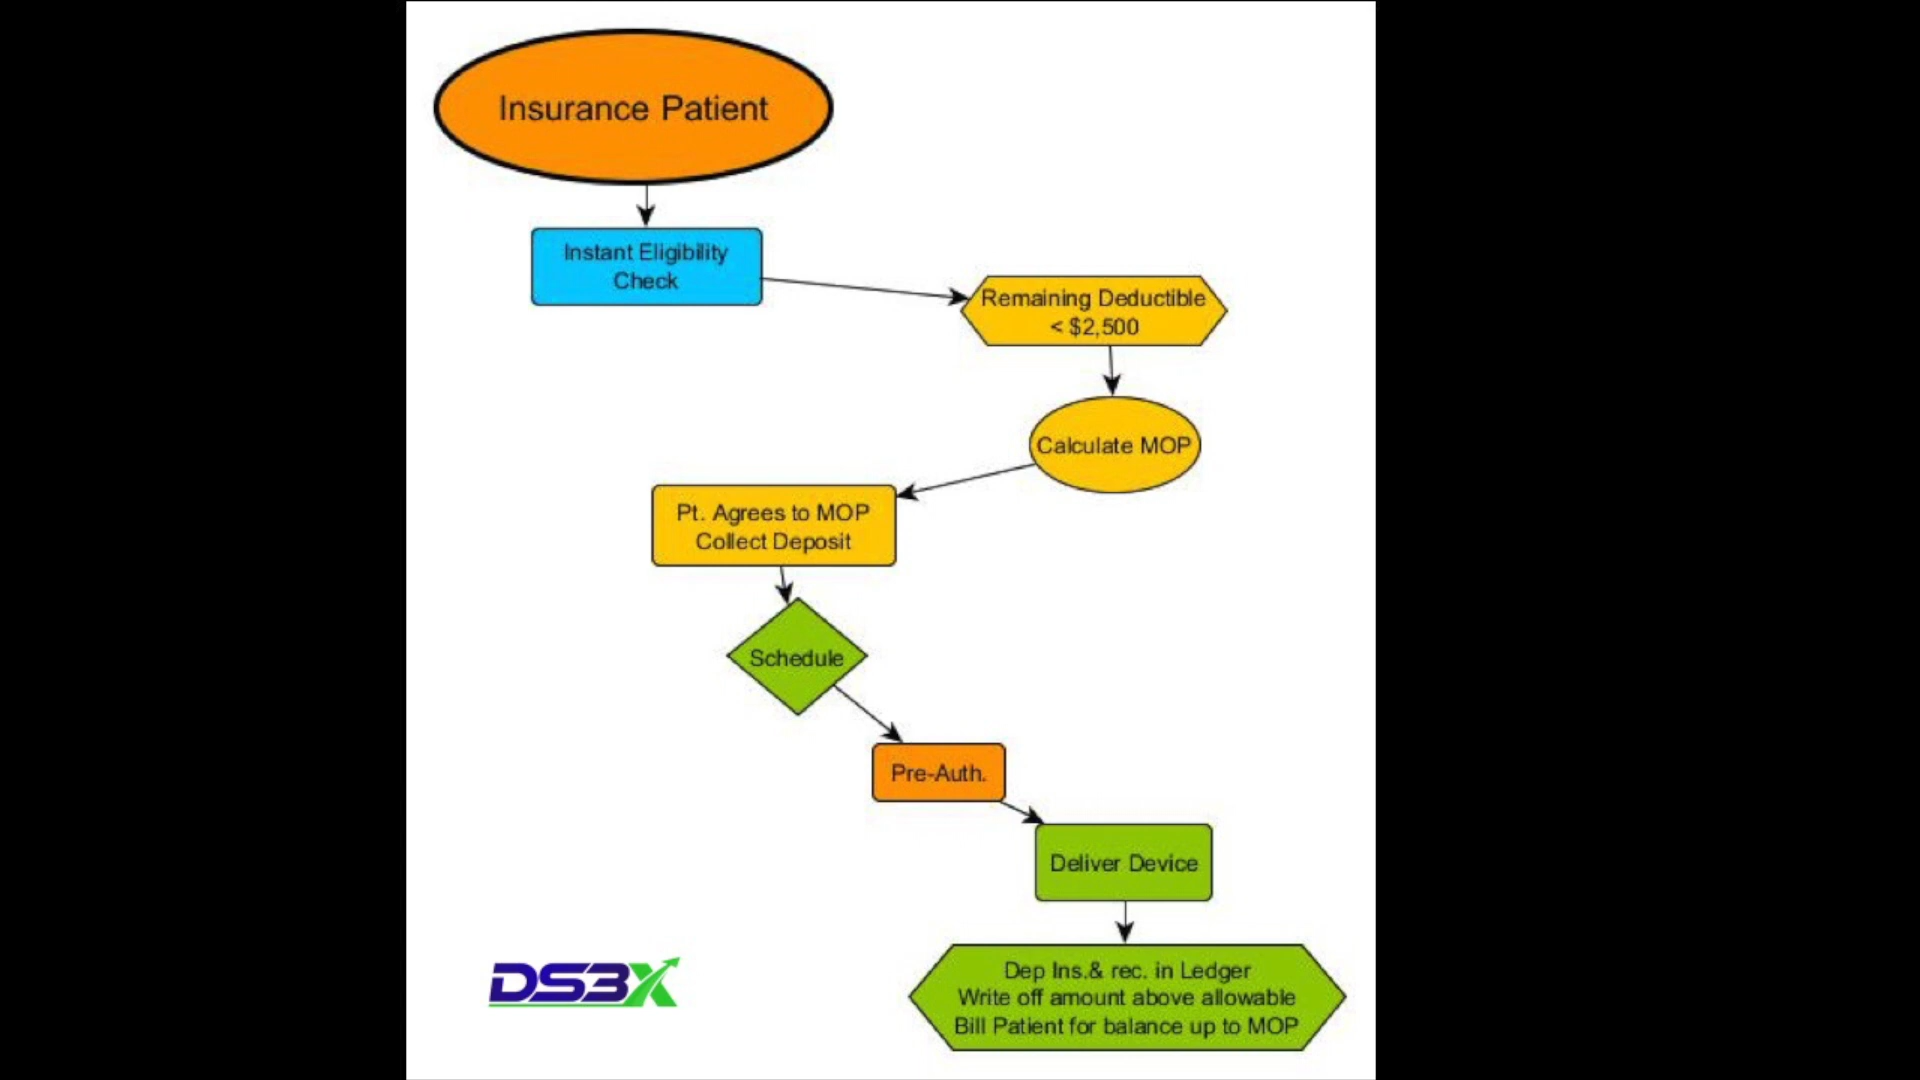 Insurance Patient
Instant Eligibility
Check
Remaining Deductible
< $2,500
Calculate MOP
Pt. Agrees to MOP
Collect Deposit
Schedule
Pre-Auth.
Deliver Device
Dep Ins.& rec. in Ledger
Write off amount above allowable
Bill Patient for balance up to MOP
DS3X